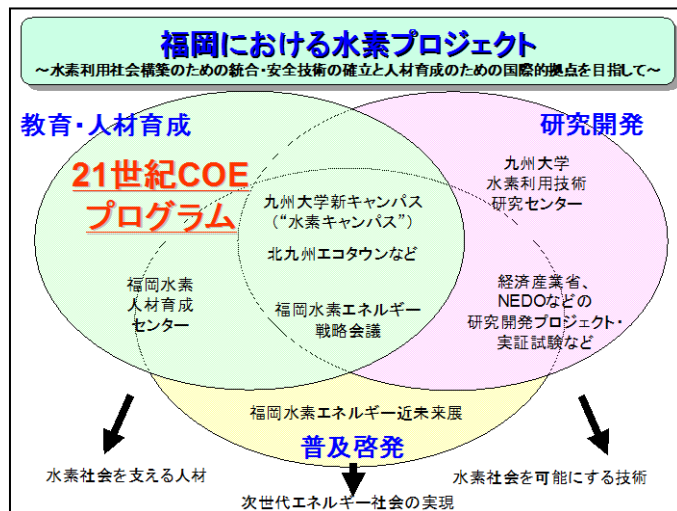 福岡における水素プロジェクト
～水素利用社会構築のための統合・安全技術の確立と人材育成のための国際的拠点を目指して～
教育・人材育成
研究開発
21世紀COE
プログラム
九州大学
水素利用技術
研究センター
九州大学新キャンパス
(“水素キャンパス”)
北九州エコタウンなど
福岡水素
人材育成
センター
福岡水素エネルギー
戦略会議
経済産業省、
NEDOなどの
研究開発プロジェクト・
実証試験など
福岡水素エネルギー近未来展
普及啓発
水素社会を支える人材
次世代エネルギー社会の実現
水素社会を可能にする技術